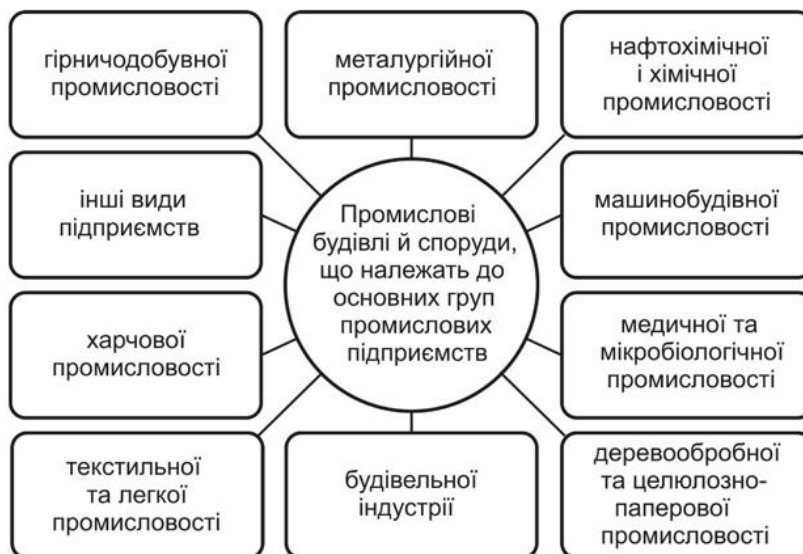 гірничодобувної
промисловості
металургійної
промисловості
нафтохімічної
і хімічної
промисловості
інші види
підприємств
Промислові
будівлі й споруди,
що належать до
основних груп
промислових
підприємств
машинобудівної
промисловості
харчової
промисловості
медичної та
мікробіологічної
промисловості
текстильної
та легкої
промисловості
будівельної
індустрії
деревообробної
та целюлозно-
паперової
промисловості